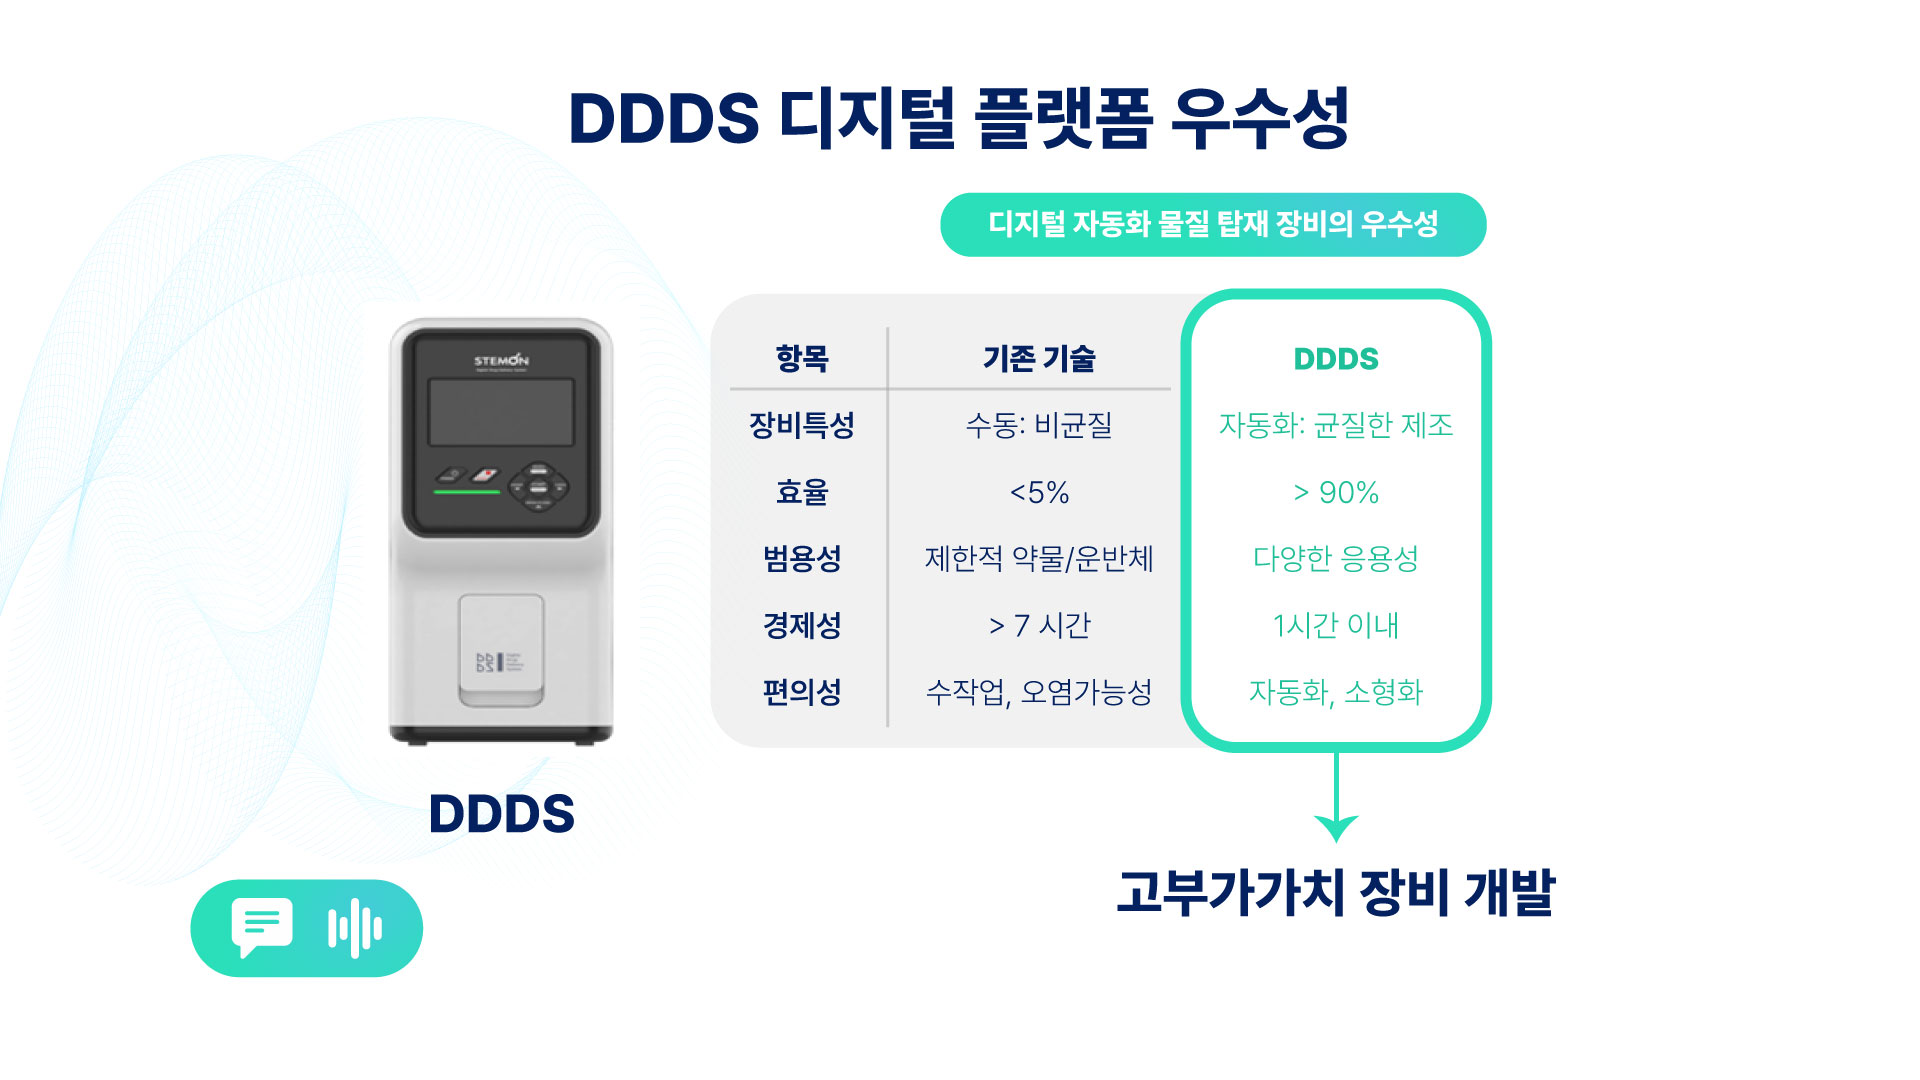 DDDS 디지털 플랫폼 우수성
디지털 자동화 물질 탑재 장비의 우수성
STEMON
항목 기존 기술 DDDS
장비특성 수동: 비균질 자동화: 균질한 제조
효율 <5% > 90%
범용성 제한적 약물/운반체 다양한 응용성
경제성 > 7 시간 1시간 이내
편의성 수작업, 오염가능성 자동화, 소형화
DDDS
고부가가치 장비 개발